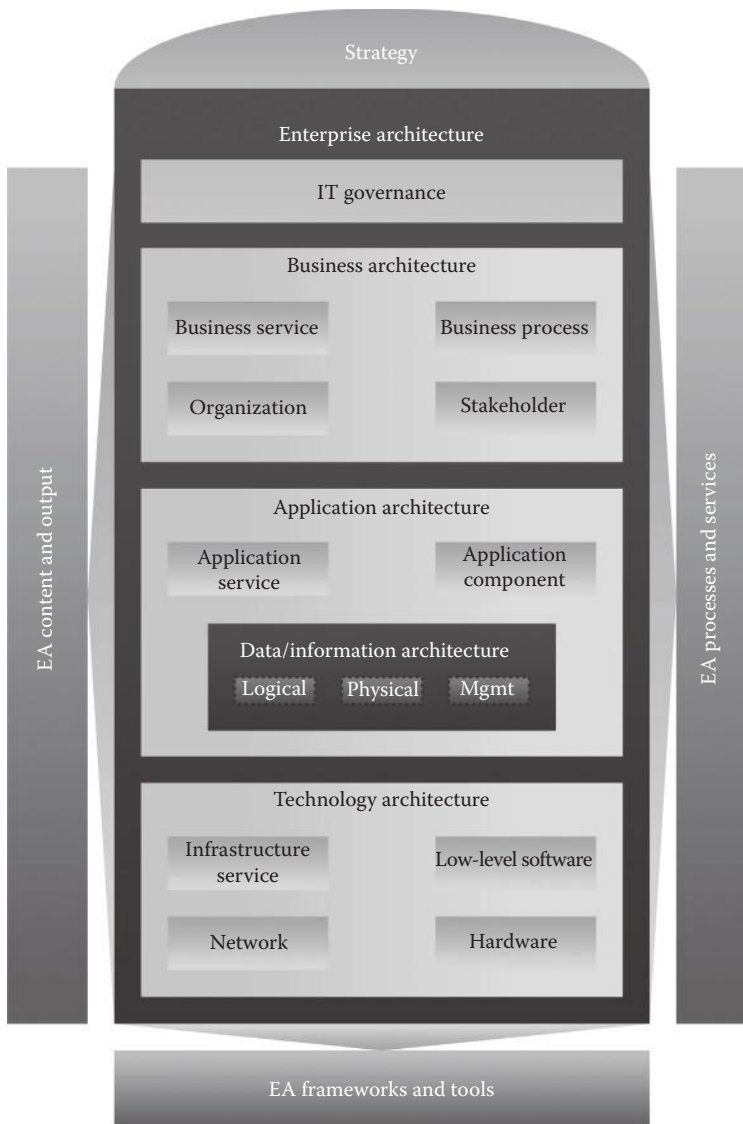 Strategy
Enterprise architecture
IT governance
Business architecture
Business service
Business process
Organization
Stakeholder
EA content and output
EA processes and services
Application architecture
Application
service
Application
component
Data/information architecture
Logical
Physical
Mgmt
Technology architecture
Infrastructure
service
Low-level software
Network
Hardware
EA frameworks and tools